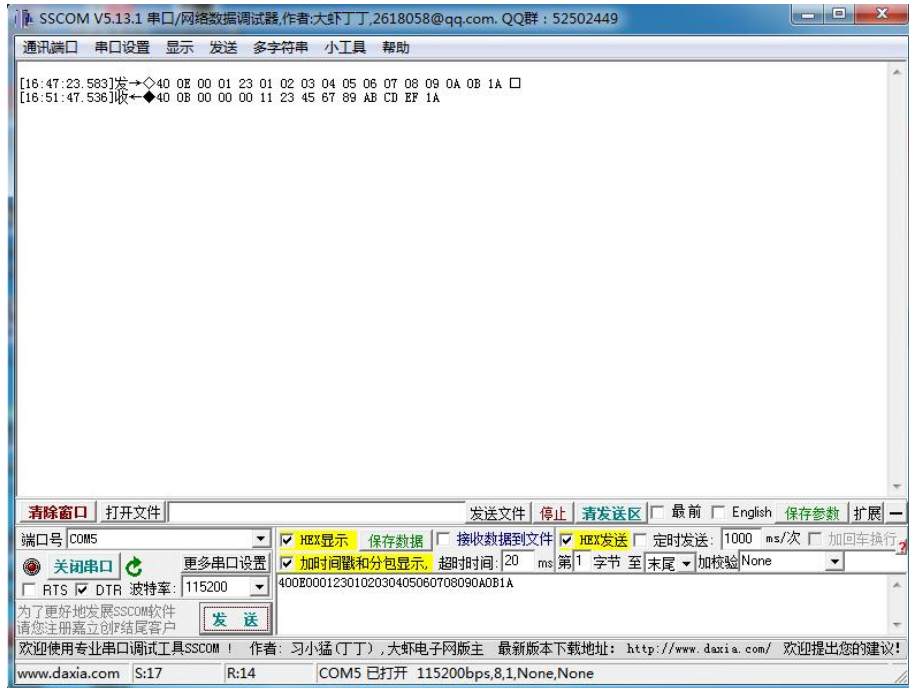 SSCOM V5.13.1 串口/网络数据调试器,作者:大虾丁丁,2618058@qq.com. QQ群：52502449
通讯端口 串口设置 显示 发送 多字符串 小工具 帮助
[16:47:23.583]发→◇40 0E 00 01 23 01 02 03 04 05 06 07 08 09 0A 0B 1A □
[16:51:47.536]收←◆40 0B 00 00 00 11 23 45 67 89 AB CD EF 1A
清除窗口 打开文件 发送文件 停止 清发送区 最前 English 保存参数 扩展 —
端口号 COM5 HEX显示 保存数据 接收数据到文件 HEX发送 定时发送: 1000 ms/次 加回车换行
关闭串口 更多串口设置 加时间戳和分包显示, 超时时间: 20 ms 第 1 字节 至 末尾 加校验 None
RTS DTR 波特率: 115200 400E0001230102030405060708090A0B1A
为了更好地发展SSCOM软件
请您注册嘉立创F结尾客户 发 送
欢迎使用专业串口调试工具SSCOM ! 作者: 习小猛(丁丁),大虾电子网版主 最新版本下载地址: http://www.daxia.com/ 欢迎提出您的建议!
www.daxia.com S:17 R:14 COM5 已打开 115200bps,8,1,None,None